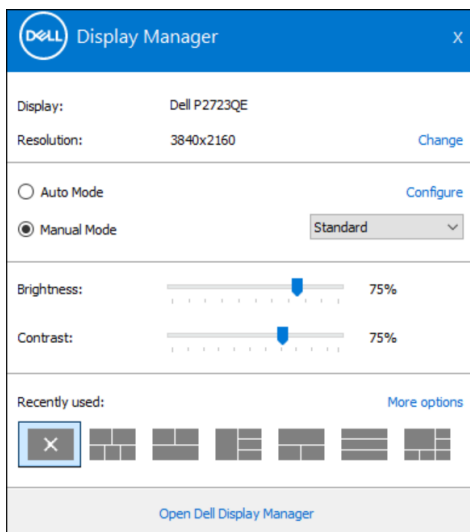 DELL Display Manager X
Display: Dell P2723QE
Resolution: 3840x2160 Change
Auto Mode Configure
Manual Mode Standard
Brightness: 75%
Contrast: 75%
Recently used: More options
Open Dell Display Manager